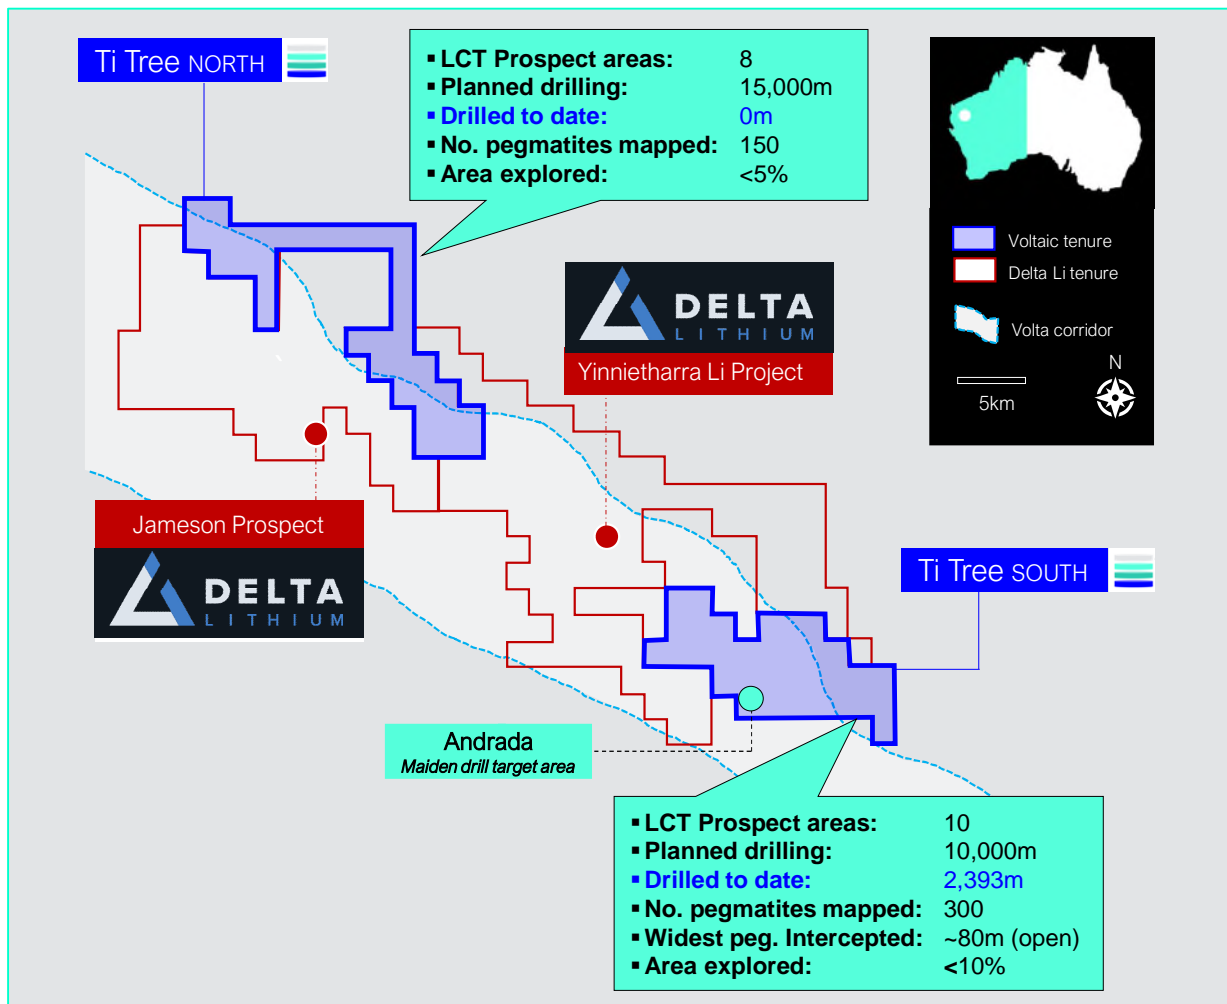 Ti Tree NORTH
▪ LCT Prospect areas: 8
▪ Planned drilling: 15,000m
▪ Drilled to date: 0m
▪ No. pegmatites mapped: 150
▪ Area explored: <5%
Voltaic tenure
Delta Li tenure
Volta corridor
N
5km
DELTA
LITHIUM
Yinnietharra Li Project
Jameson Prospect
DELTA
LITHIUM
Ti Tree SOUTH
Andrada
Maiden drill target area
▪ LCT Prospect areas: 10
▪ Planned drilling: 10,000m
▪ Drilled to date: 2,393m
▪ No. pegmatites mapped: 300
▪ Widest peg. Intercepted: ~80m (open)
▪ Area explored: <10%